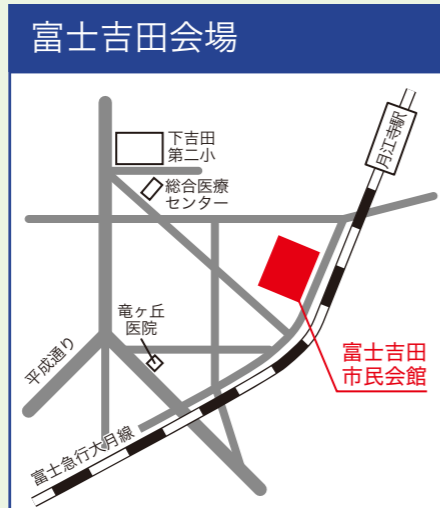 富士吉田会場
月江寺駅
下吉田
第二小
総合医療
センター
竜ヶ丘
医院
平成通り
富士吉田
市民会館
富士急行大月線